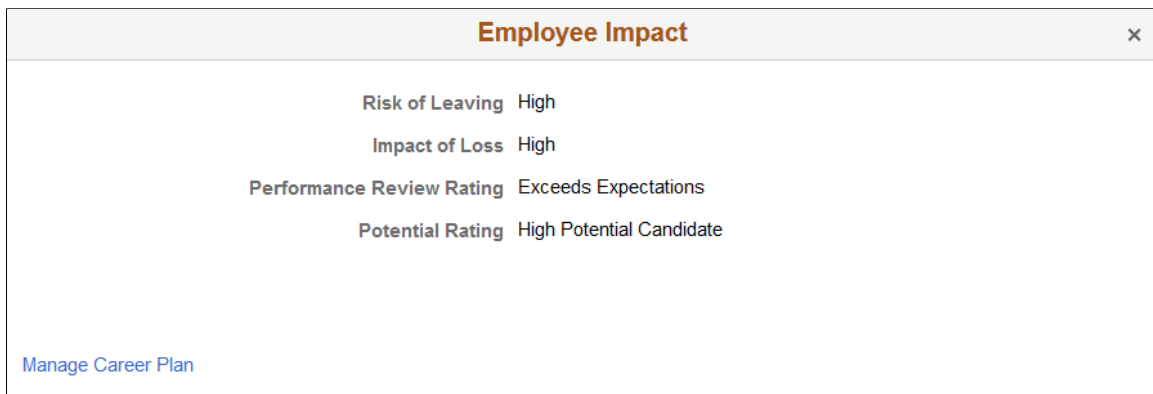 Employee Impact ×
Risk of Leaving High
Impact of Loss High
Performance Review Rating Exceeds Expectations
Potential Rating High Potential Candidate
Manage Career Plan